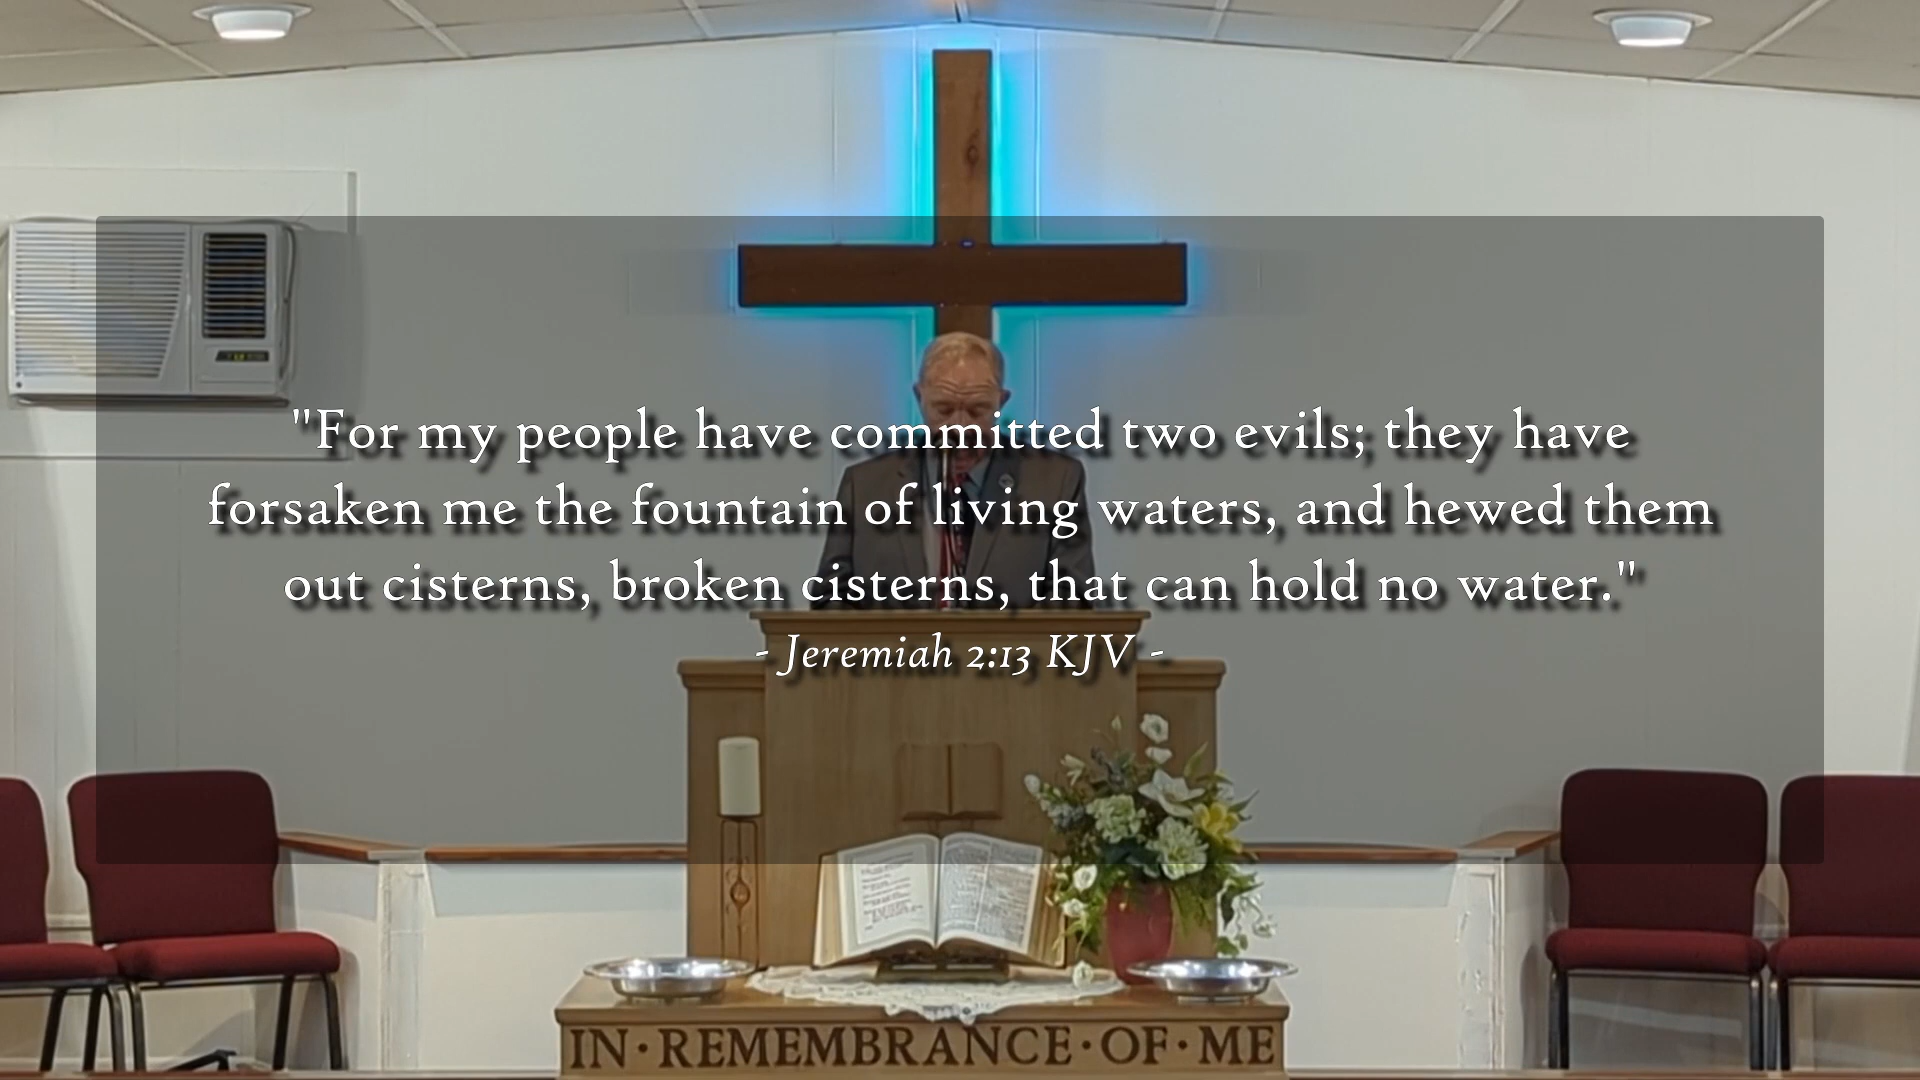 "For my people have committed two evils; they have
forsaken me the fountain of living waters, and hewed them
out cisterns, broken cisterns, that can hold no water."
- Jeremiah 2:13 KJV -
IN·REMEMBRANCE·OF·ME